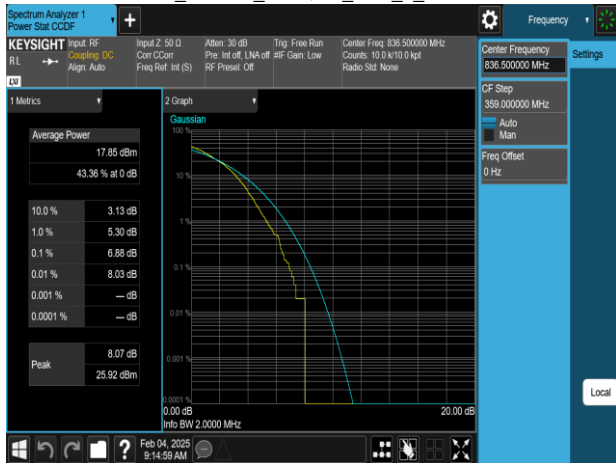 Spectrum Analyzer 1
Power Stat CCDF
Frequency
KEYSIGHT
RL
LXI
Input: RF
Coupling: DC
Align: Auto
Input Z: 50 Ω
Corr CCorr
Freq Ref: Int (S)
Atten: 30 dB
Pre: Int off, LNA off
RF Preset: Off
Trig: Free Run
#IF Gain: Low
Center Freq: 836.500000 MHz
Counts: 10.0 k/10.0 kpt
Radio Std: None
Center Frequency
836.500000 MHz
Settings
CF Step
359.000000 MHz
Auto
Man
Freq Offset
0 Hz
1 Metrics
Average Power
17.85 dBm
43.36 % at 0 dB
10.0 % 3.13 dB
1.0 % 5.30 dB
0.1 % 6.88 dB
0.01 % 8.03 dB
0.001 % --- dB
0.0001 % --- dB
Peak 8.07 dB
25.92 dBm
2 Graph
Gaussian
100 %
10 %
1 %
0.1 %
0.01 %
0.001 %
0.0001 %
0.00 dB 20.00 dB
Info BW 2.0000 MHz
Local
Feb 04, 2025
9:14:59 AM